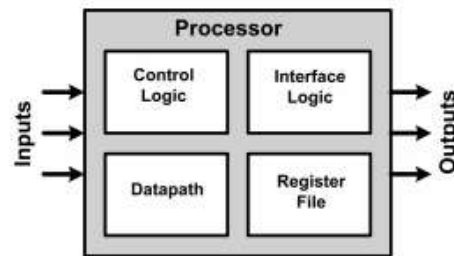 Processor
Control
Logic
Interface
Logic
Inputs
Outputs
Datapath
Register
File